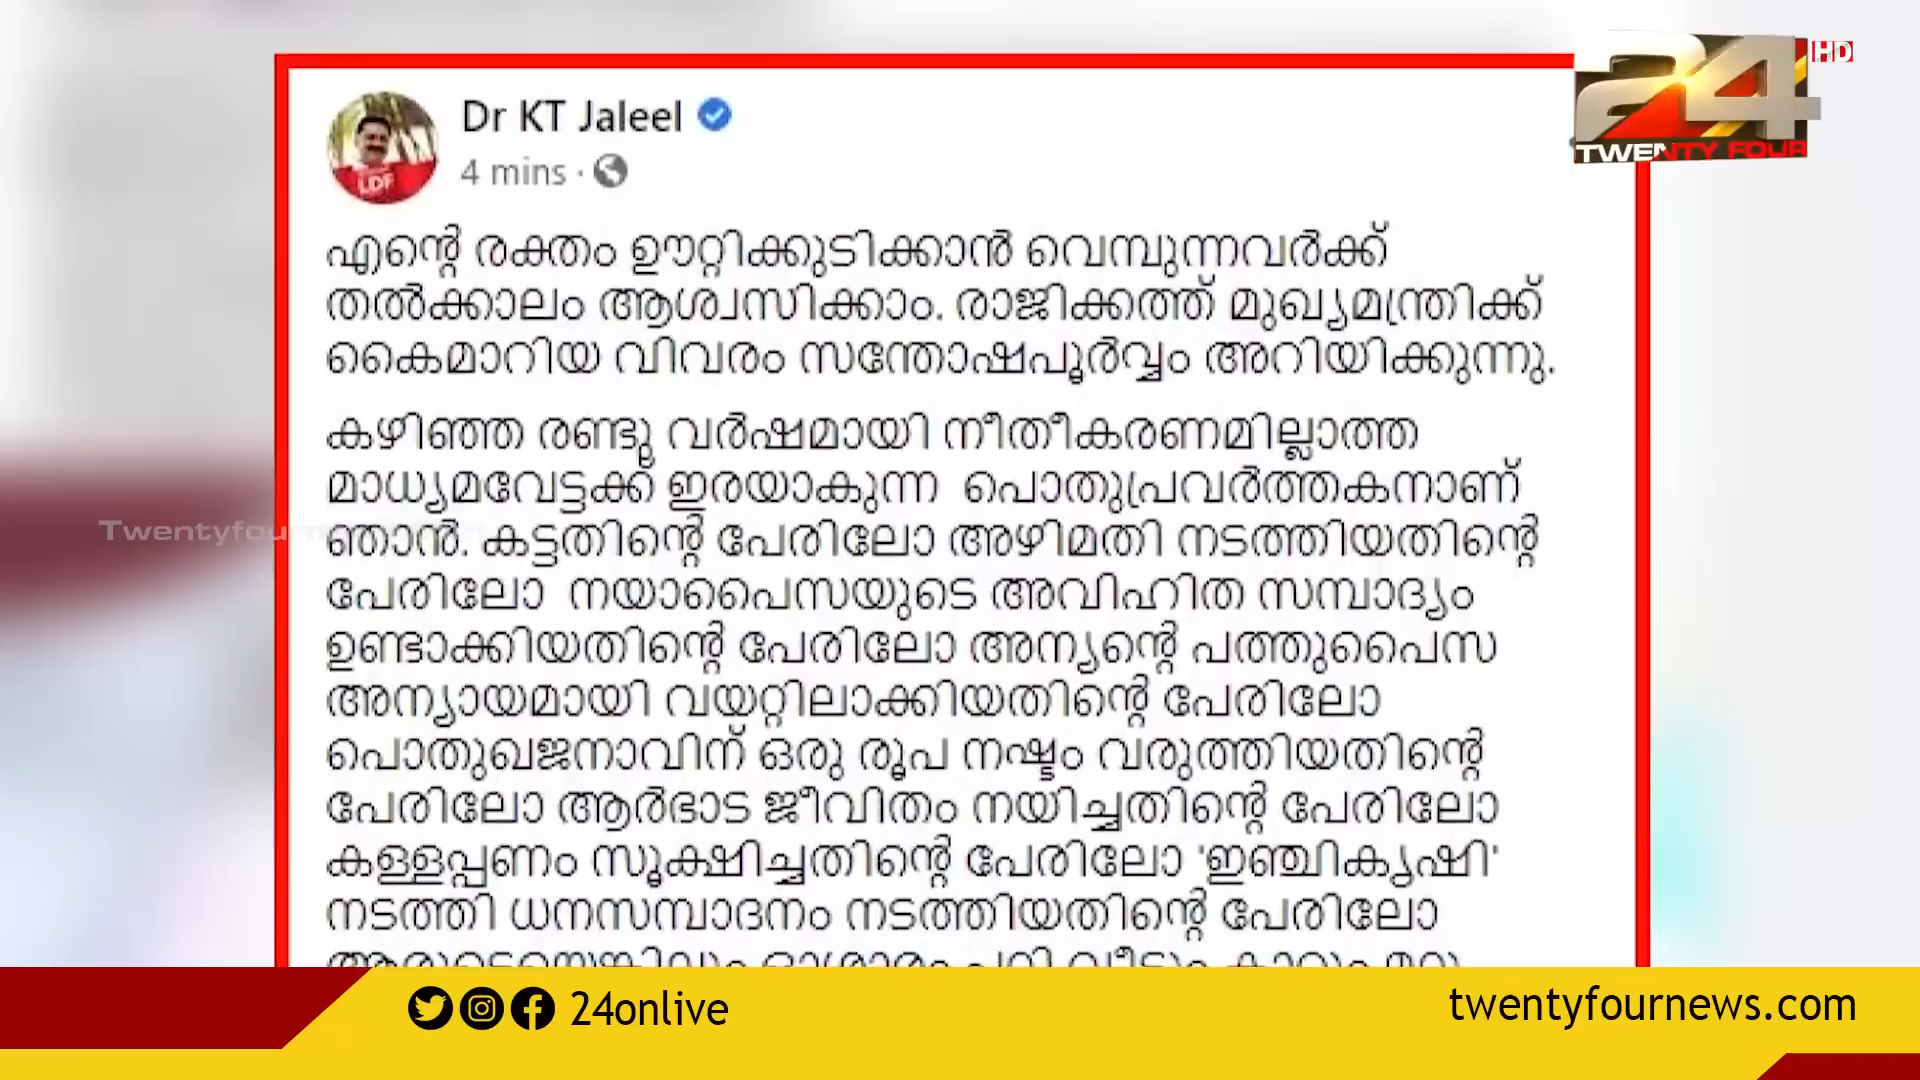 24 HD
TWENTY FOUR
Dr KT Jaleel
4 mins ·
LDF
എന്റെ രക്തം ഊറ്റിക്കുടിക്കാൻ വെമ്പുന്നവർക്ക്
തൽക്കാലം ആശ്വസിക്കാം. രാജിക്കത്ത് മുഖ്യമന്ത്രിക്ക്
കൈമാറിയ വിവരം സന്തോഷപൂർവ്വം അറിയിക്കുന്നു.
കഴിഞ്ഞ രണ്ടൂ വർഷമായി നീതീകരണമില്ലാത്ത
മാധ്യമവേട്ടക്ക് ഇരയാകുന്ന പൊതുപ്രവർത്തകനാണ്
ഞാൻ. കട്ടതിന്റെ പേരിലോ അഴിമതി നടത്തിയതിന്റെ
പേരിലോ നയാപൈസയുടെ അവിഹിത സമ്പാദ്യം
ഉണ്ടാക്കിയതിന്റെ പേരിലോ അന്യന്റെ പത്തുപൈസ
അന്യായമായി വയറ്റിലാക്കിയതിന്റെ പേരിലോ
പൊതുഖജനാവിന് ഒരു രൂപ നഷ്ടം വരുത്തിയതിന്റെ
പേരിലോ ആർഭാട ജീവിതം നയിച്ചതിന്റെ പേരിലോ
കള്ളപ്പണം സൂക്ഷിച്ചതിന്റെ പേരിലോ 'ഇഞ്ചികൃഷി'
നടത്തി ധനസമ്പാദനം നടത്തിയതിന്റെ പേരിലോ
24onlive
twentyfournews.com